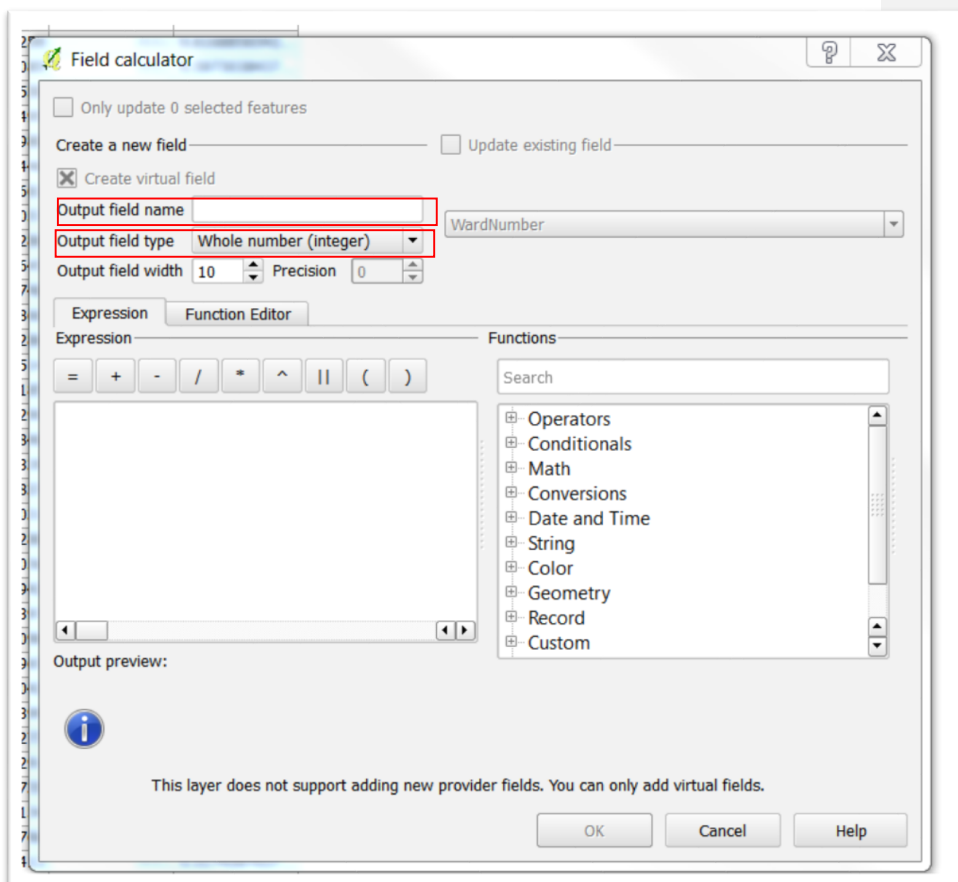 Field calculator
Only update 0 selected features
Create a new field
Update existing field
Create virtual field
Output field name
WardNumber
Output field type Whole number (integer)
Output field width 10 Precision 0
Expression Function Editor
Expression
Functions
= + - / * ^ || ( )
Search
Operators
Conditionals
Math
Conversions
Date and Time
String
Color
Geometry
Record
Custom
Output preview:
This layer does not support adding new provider fields. You can only add virtual fields.
OK Cancel Help